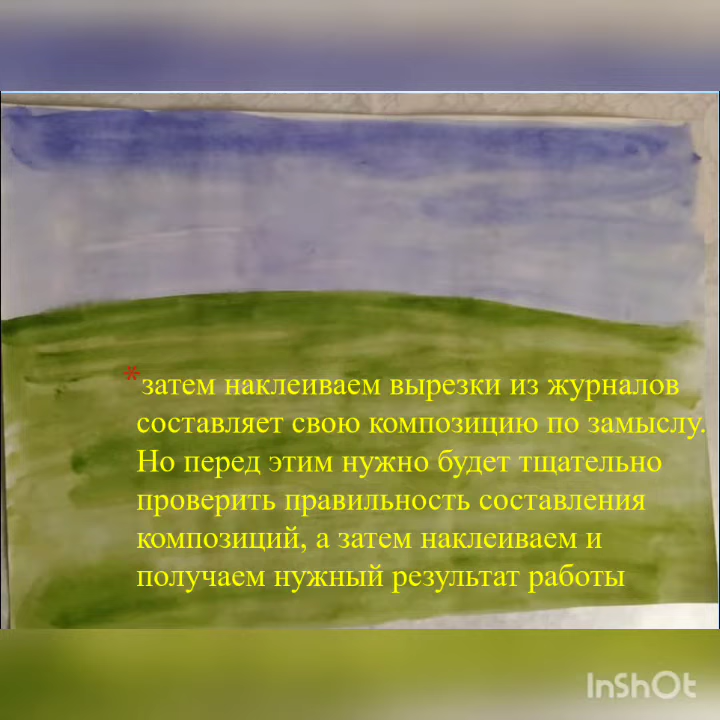 *затем наклеиваем вырезки из журналов
составляет свою композицию по замыслу.
Но перед этим нужно будет тщательно
проверить правильность составления
композиций, а затем наклеиваем и
получаем нужный результат работы
InShOt